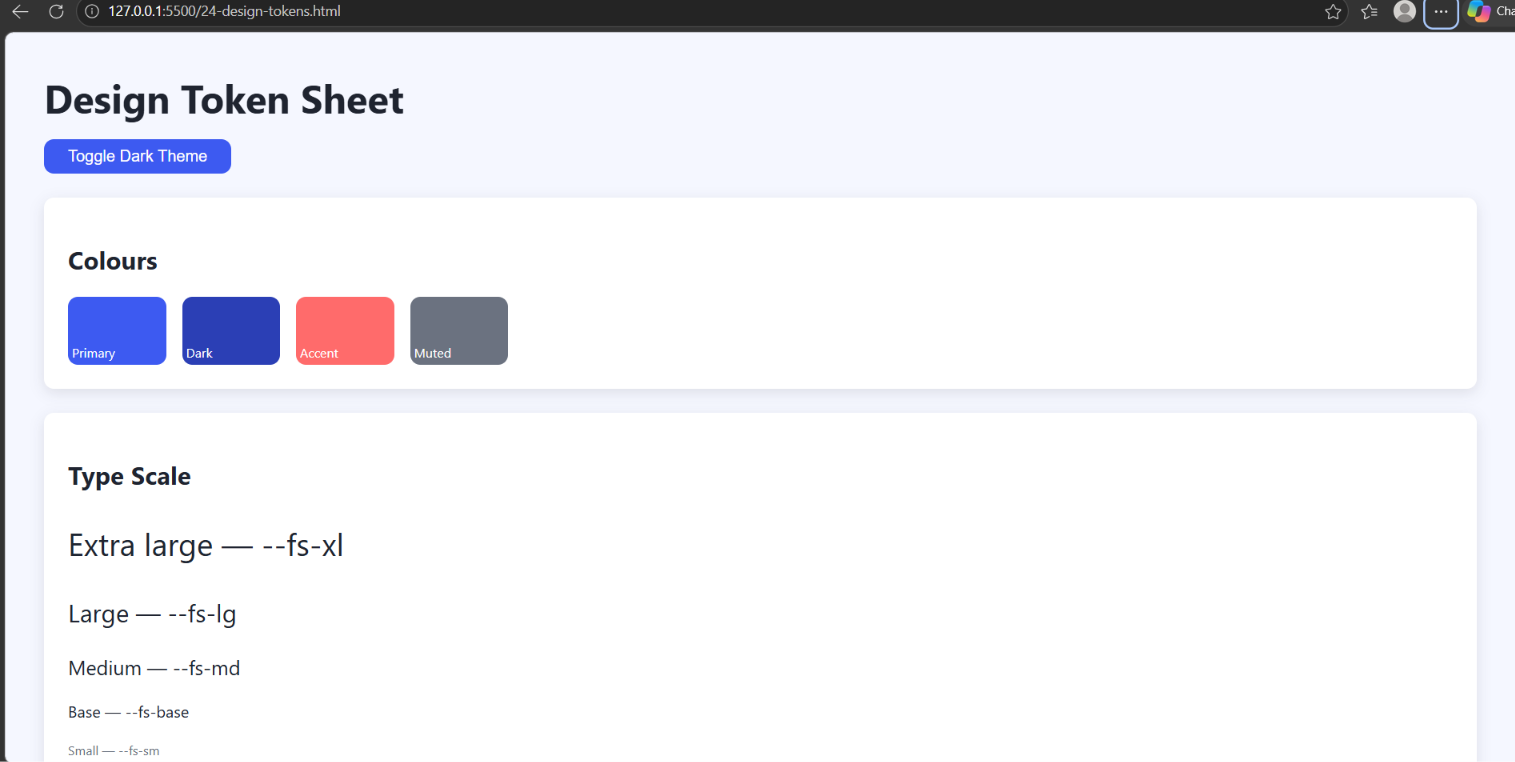 127.0.0.1:5500/24-design-tokens.html
Cha
Design Token Sheet
Toggle Dark Theme
Colours
Primary Dark Accent Muted
Type Scale
Extra large — --fs-xl
Large — --fs-lg
Medium — --fs-md
Base — --fs-base
Small — --fs-sm